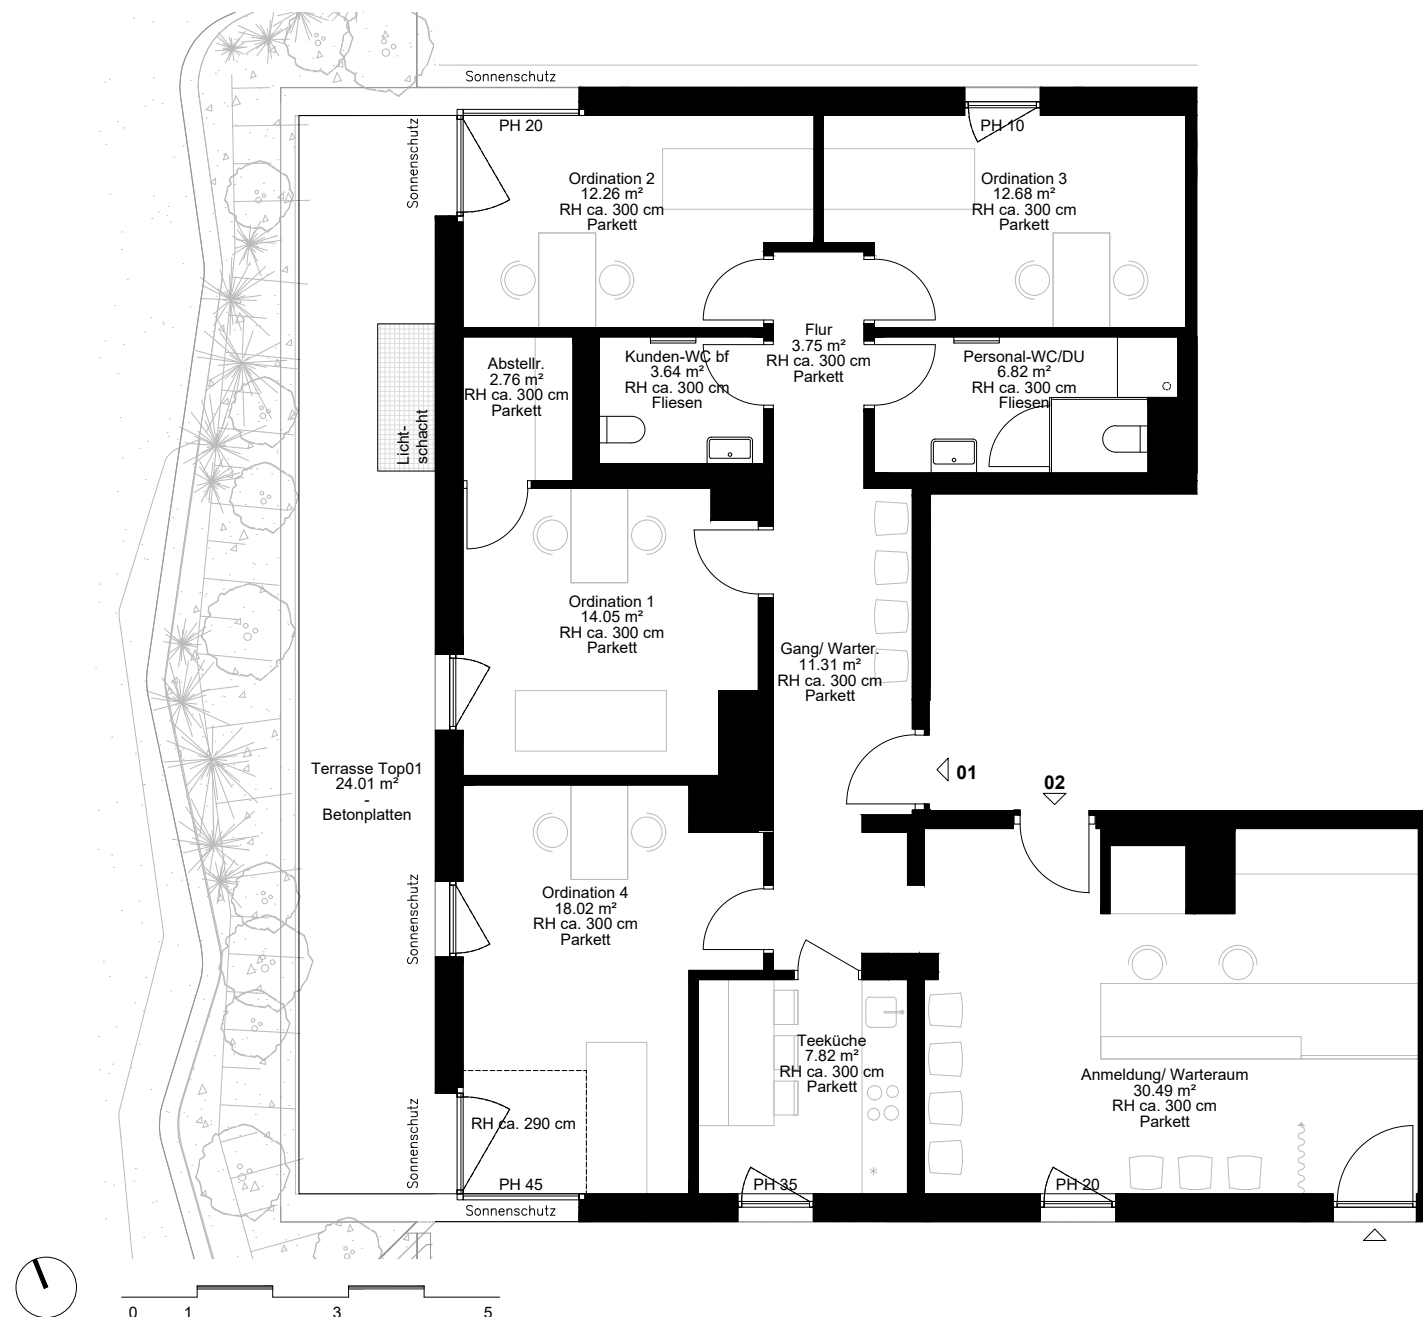 Sonnenschutz
Sonnenschutz
PH 20
PH 10
Ordination 2
12.26 m²
RH ca. 300 cm
Parkett
Ordination 3
12.68 m²
RH ca. 300 cm
Parkett
Flur
3.75 m²
RH ca. 300 cm
Parkett
Abstellr.
2.76 m²
RH ca. 300 cm
Parkett
Kunden-WC bf
3.64 m²
RH ca. 300 cm
Fliesen
Personal-WC/DU
6.82 m²
RH ca. 300 cm
Fliesen
Licht-
schacht
Ordination 1
14.05 m²
RH ca. 300 cm
Parkett
Gang/ Warter.
11.31 m²
RH ca. 300 cm
Parkett
Terrasse Top01
24.01 m²
-
Betonplatten
01
02
Sonnenschutz
Ordination 4
18.02 m²
RH ca. 300 cm
Parkett
Teeküche
7.82 m²
RH ca. 300 cm
Parkett
Anmeldung/ Warteraum
30.49 m²
RH ca. 300 cm
Parkett
Sonnenschutz
RH ca. 290 cm
PH 45
PH 35
PH 20
Sonnenschutz
0 1 3 5